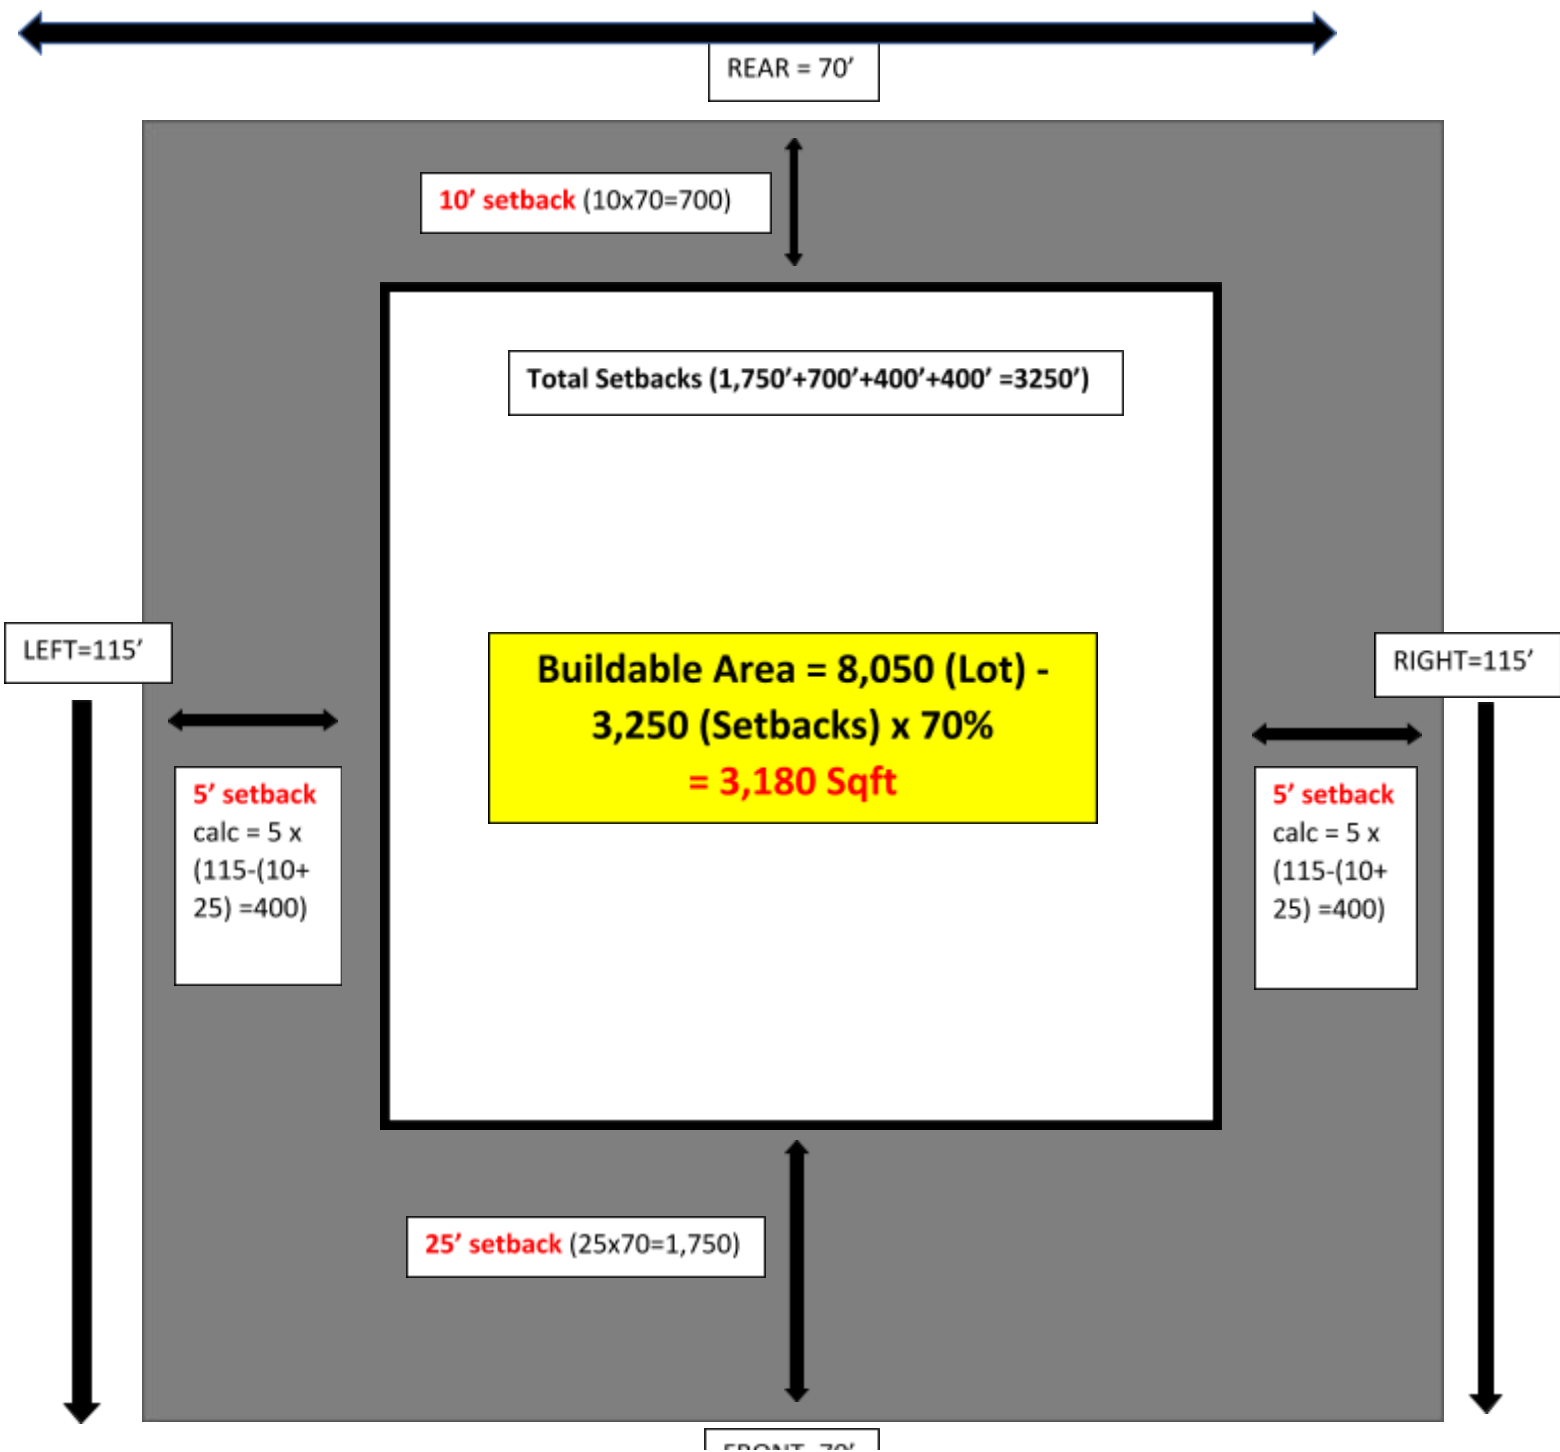 REAR = 70’
10’ setback (10x70=700)
Total Setbacks (1,750’+700’+400’+400’ =3250’)
LEFT=115’
RIGHT=115’
Buildable Area = 8,050 (Lot) -
3,250 (Setbacks) x 70%
= 3,180 Sqft
5’ setback
calc = 5 x
(115-(10+
25) =400)
5’ setback
calc = 5 x
(115-(10+
25) =400)
25’ setback (25x70=1,750)
FRONT=70’